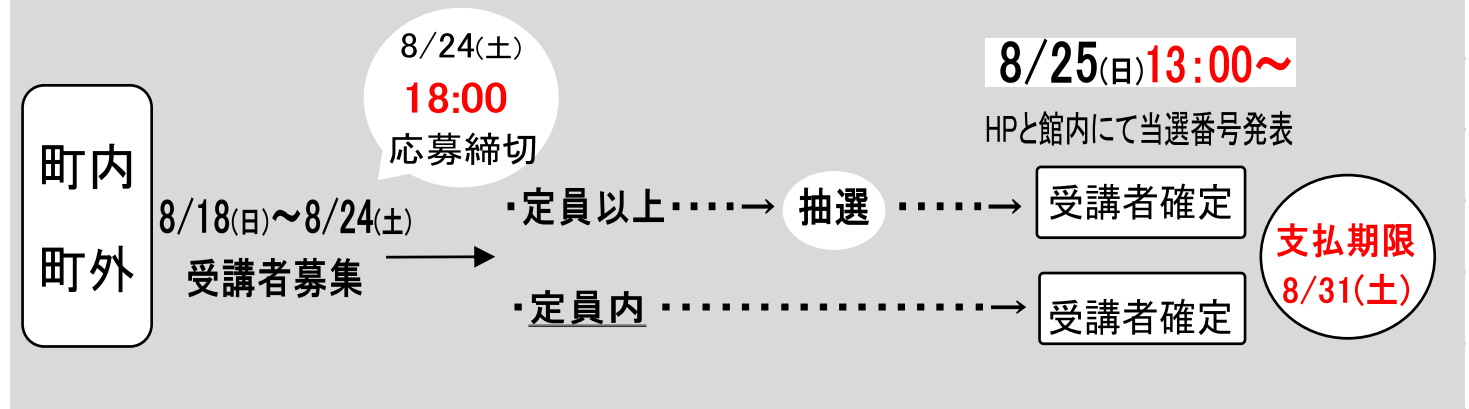 町内
町外
8/18(日)~8/24(土)
受講者募集
8/24(土)
18:00
応募締切
・定員以上・・・・→
抽選
・・・・・→
受講者確定
・定員内 ・・・・・・・・・・・・・・・・・→
受講者確定
8/25(日)13:00~
HPと館内にて当選番号発表
支払期限
8/31(土)